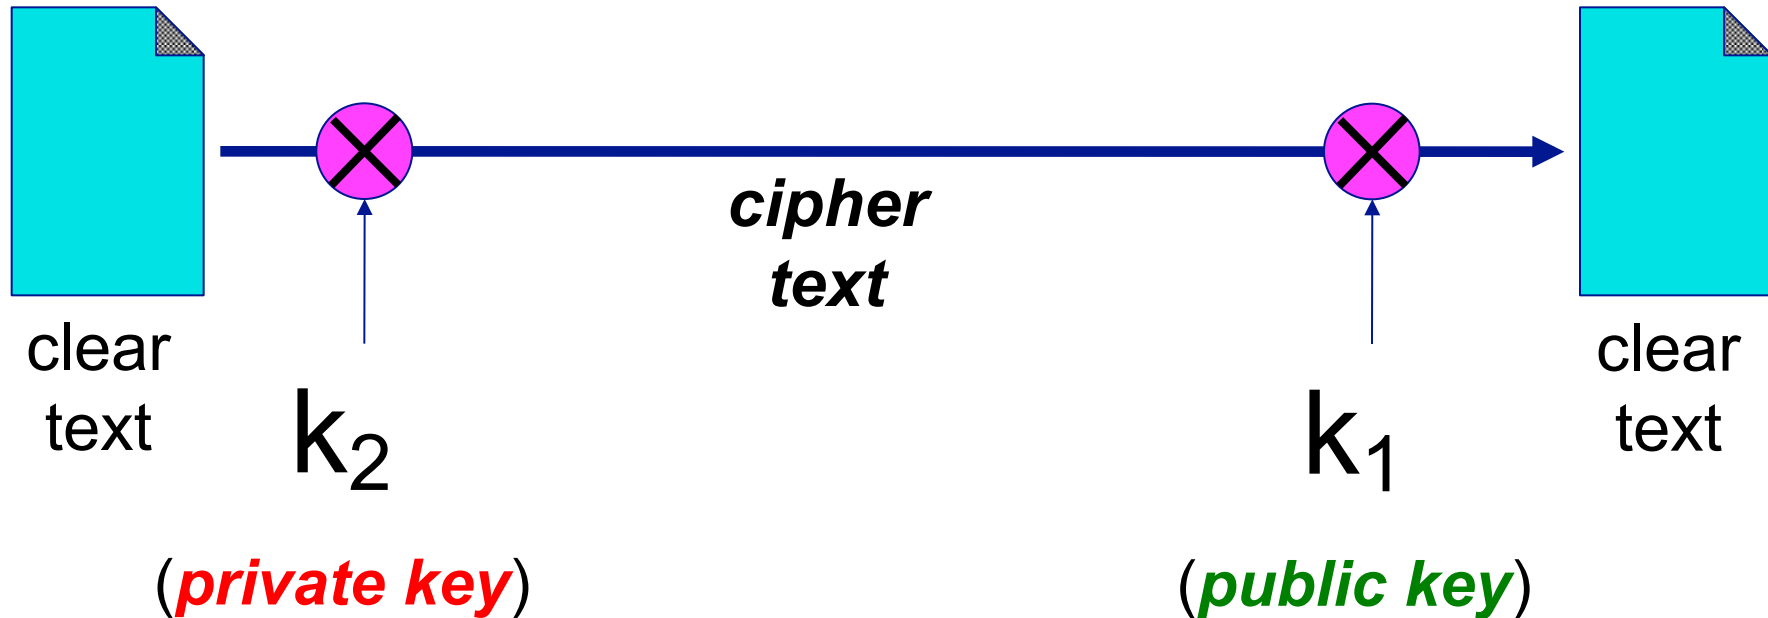 cipher
text
clear
text
k₂
k₁
clear
text
(private key)
(public key)